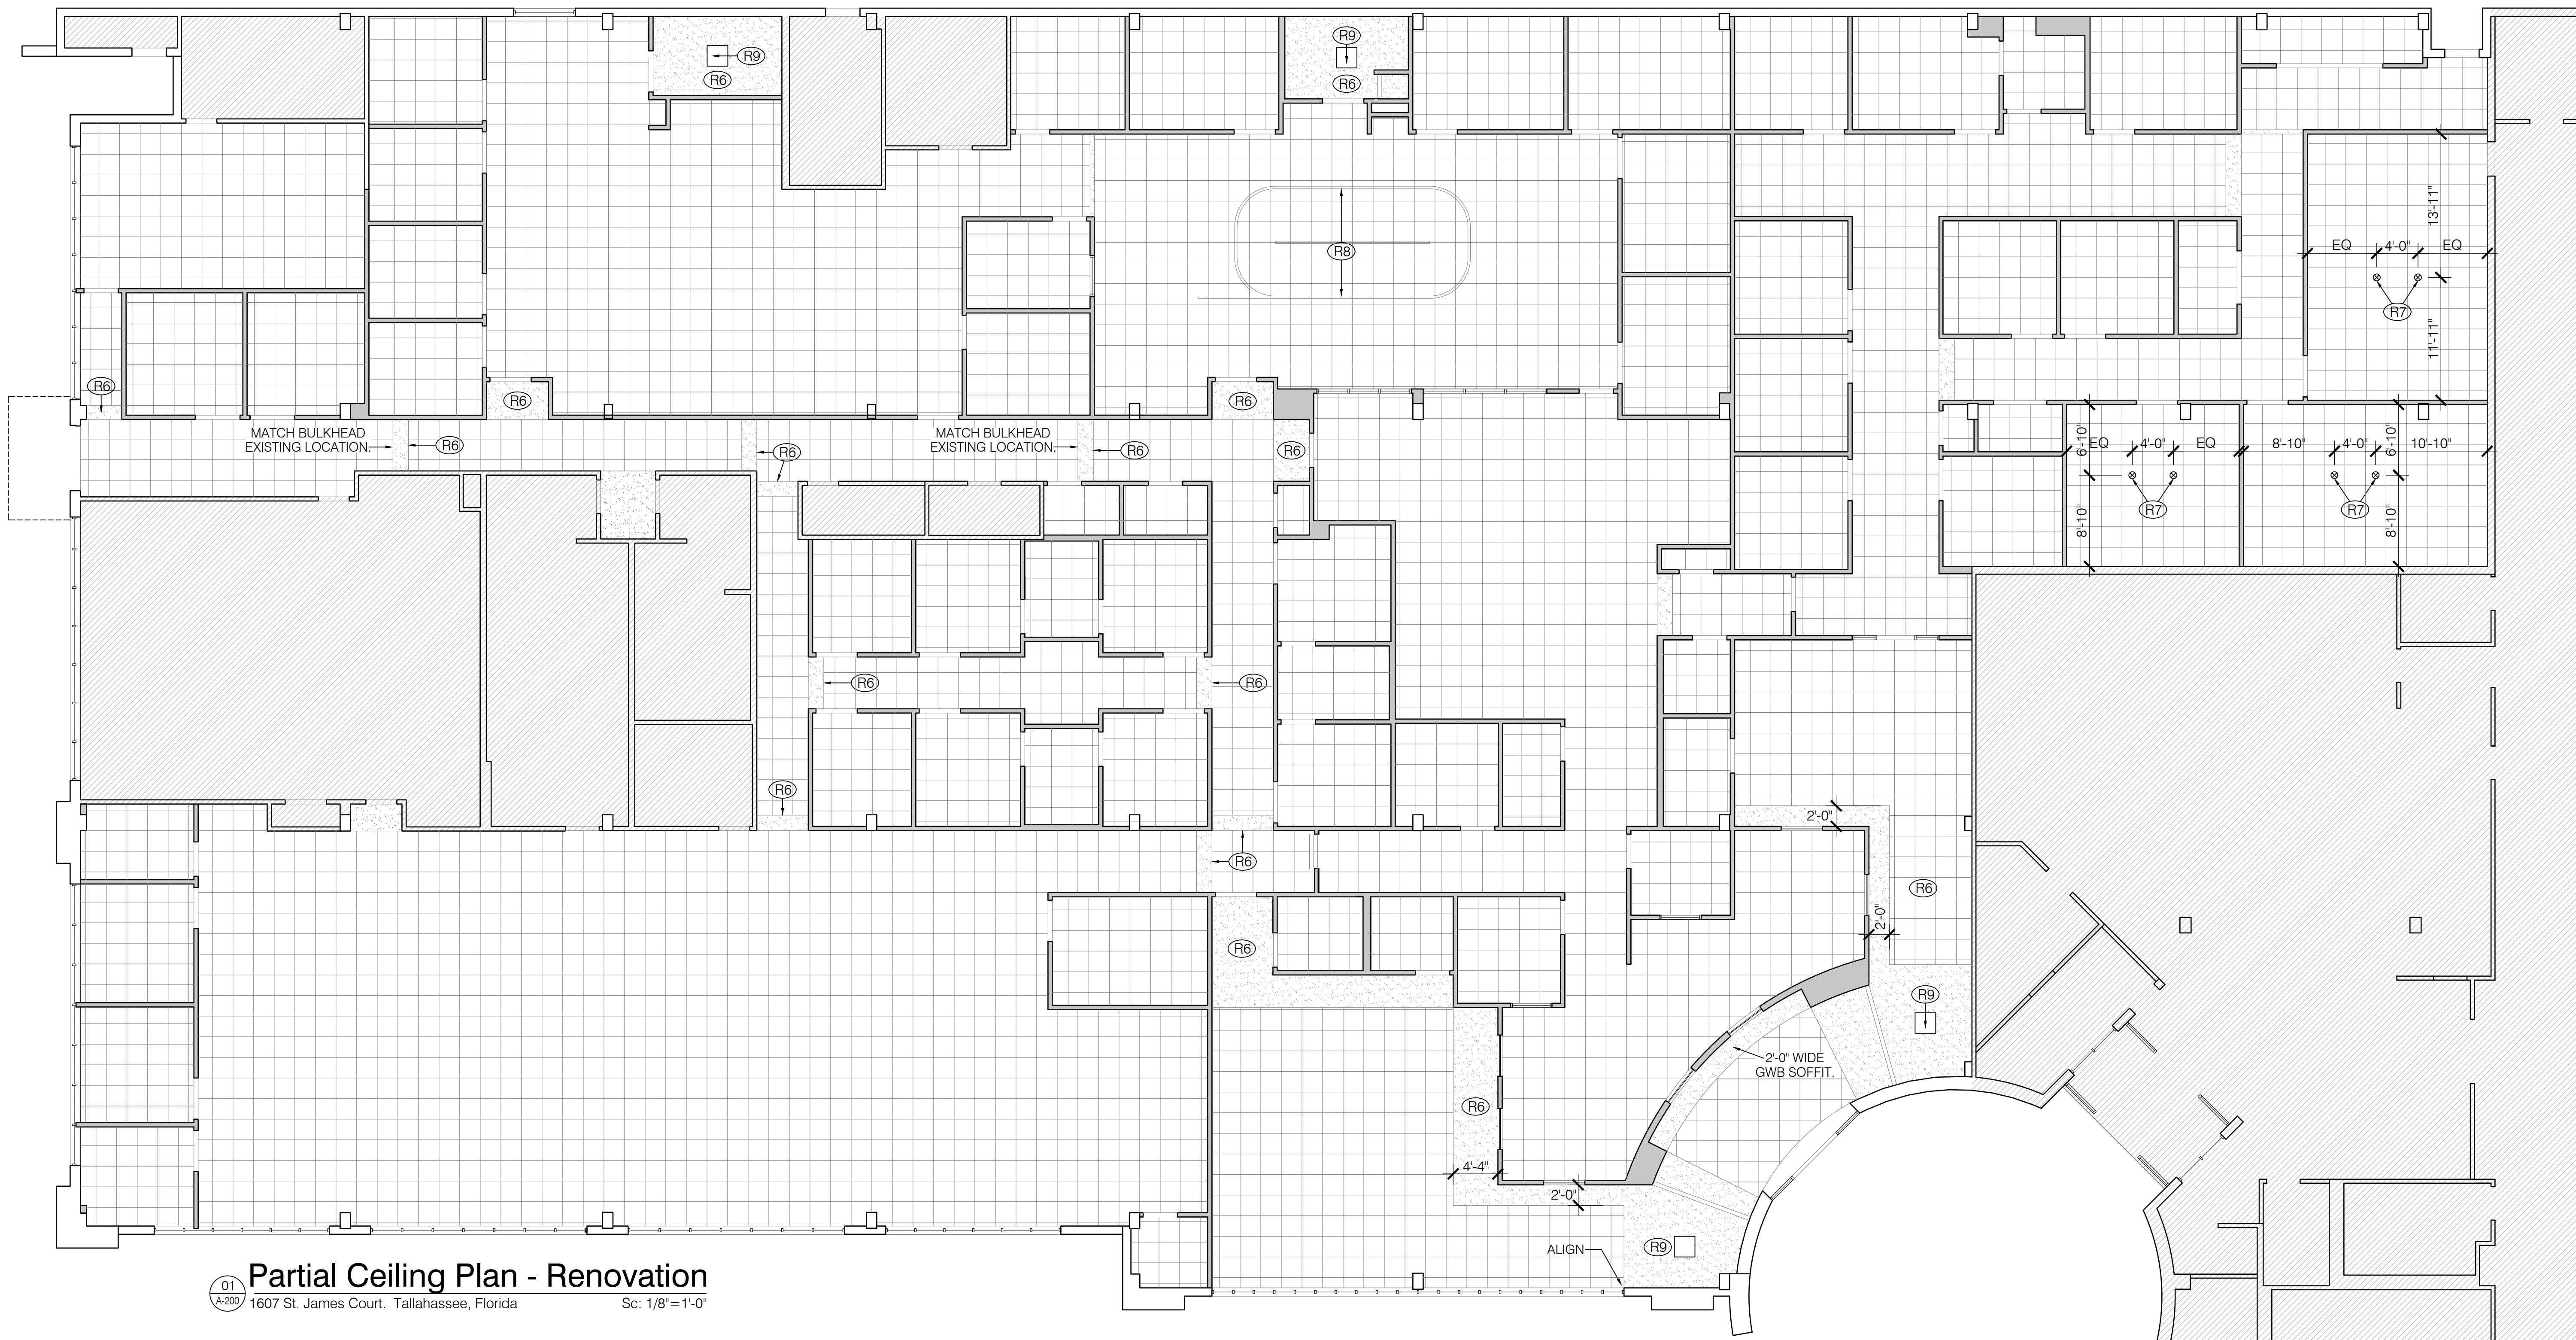 R9
R6
R9
R6
13'-11"
EQ
4'-0"
EQ
R8
R7
11'-11"
R6
R6
R6
MATCH BULKHEAD
EXISTING LOCATION.
R6
R6
MATCH BULKHEAD
EXISTING LOCATION.
R6
R6
6'-10"
EQ
4'-0"
EQ
8'-10"
4'-0"
6'-10"
10'-10"
R7
R7
8'-10"
8'-10"
R6
R6
R6
2'-0"
R6
R6
2'-0"
R6
R9
2'-0" WIDE
GWB SOFFIT.
R6
4'-4"
2'-0"
ALIGN
R9
01
A-200
Partial Ceiling Plan - Renovation
1607 St. James Court. Tallahassee, Florida
Sc: 1/8"=1'-0"